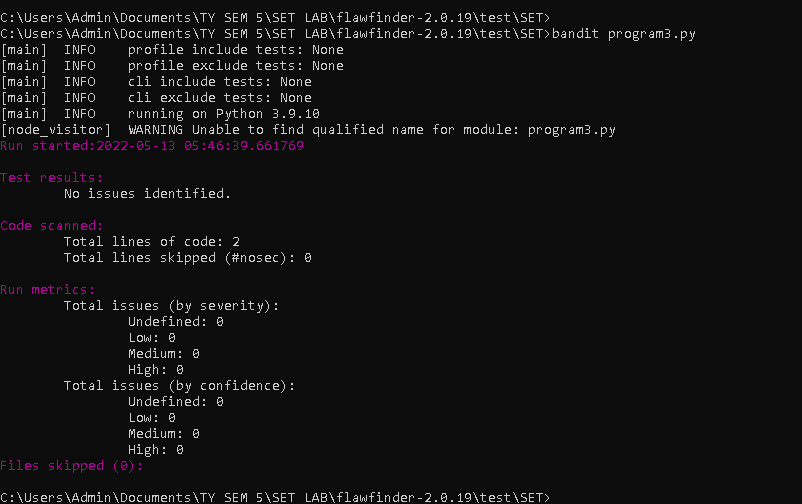 C:\Users\Admin\Documents\TY SEM 5\SET LAB\flawfinder-2.0.19\test\SET>
C:\Users\Admin\Documents\TY SEM 5\SET LAB\flawfinder-2.0.19\test\SET>bandit program3.py
[main]  INFO    profile include tests: None
[main]  INFO    profile exclude tests: None
[main]  INFO    cli include tests: None
[main]  INFO    cli exclude tests: None
[main]  INFO    running on Python 3.9.10
[node_visitor]  WARNING Unable to find qualified name for module: program3.py
Run started:2022-05-13 05:46:39.661769
Test results:
        No issues identified.
Code scanned:
        Total lines of code: 2
        Total lines skipped (#nosec): 0
Run metrics:
        Total issues (by severity):
                Undefined: 0
                Low: 0
                Medium: 0
                High: 0
        Total issues (by confidence):
                Undefined: 0
                Low: 0
                Medium: 0
                High: 0
Files skipped (0):
C:\Users\Admin\Documents\TY SEM 5\SET LAB\flawfinder-2.0.19\test\SET>